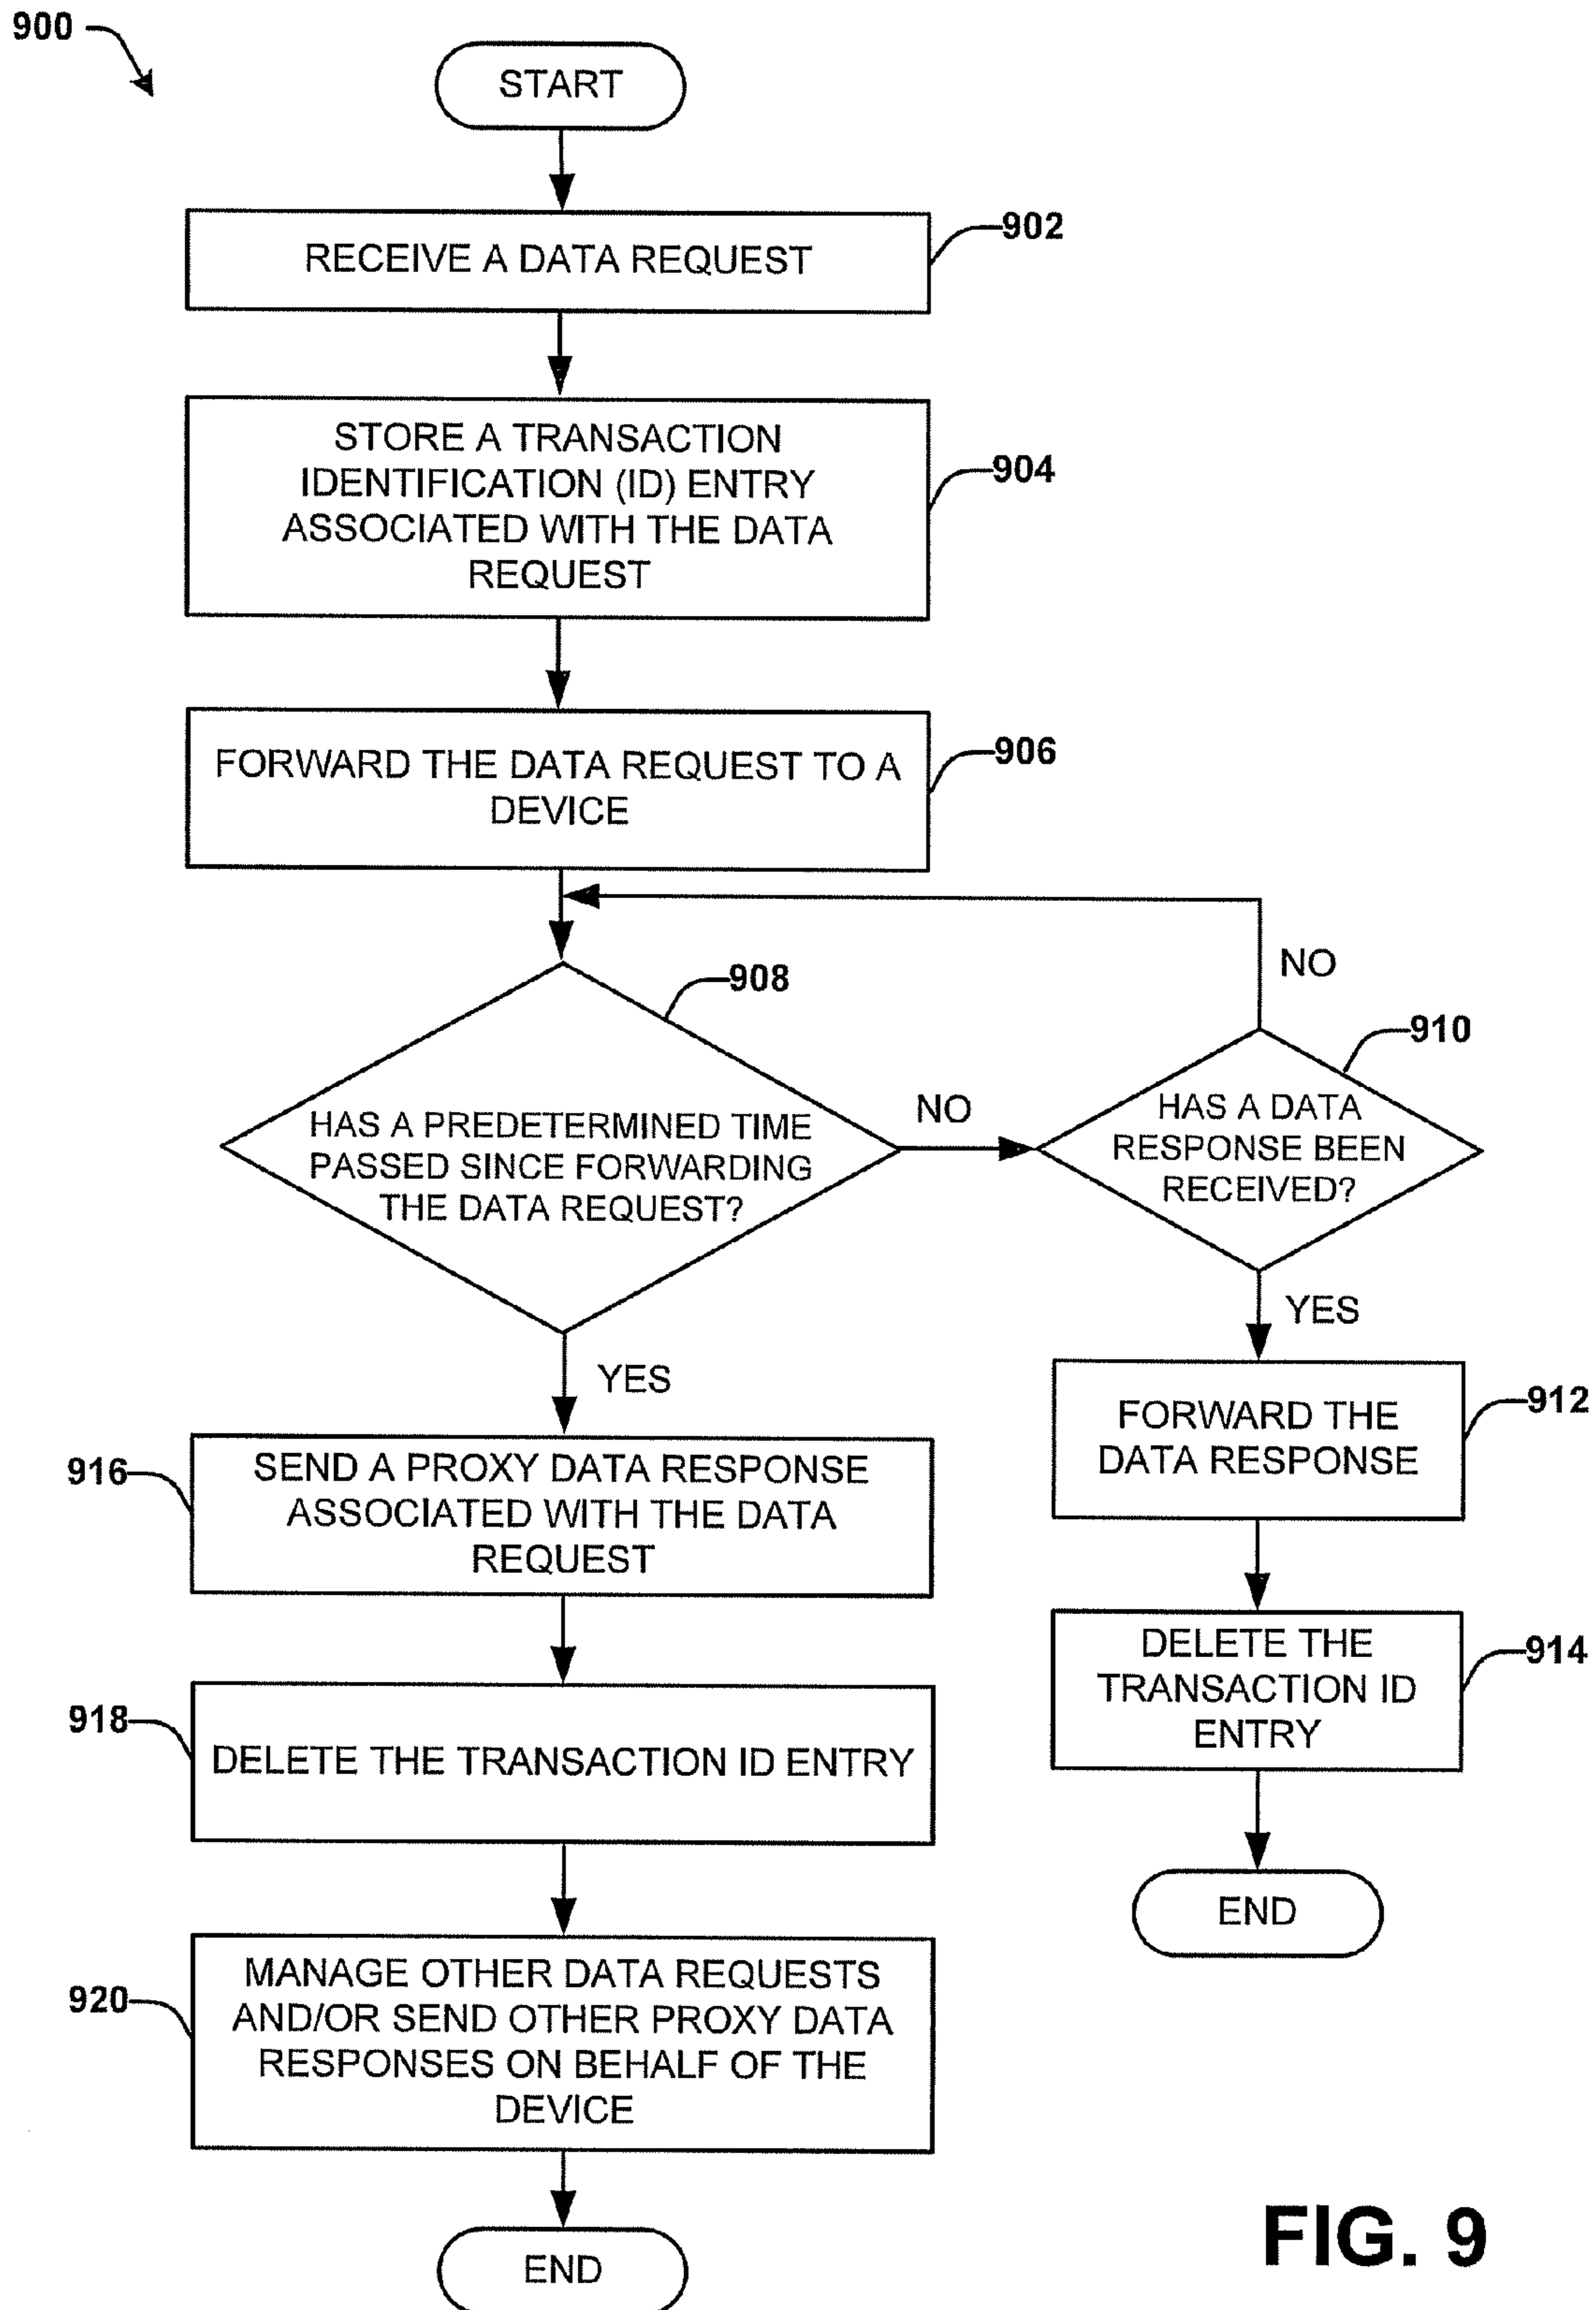 900
START
RECEIVE A DATA REQUEST
902
STORE A TRANSACTION
IDENTIFICATION (ID) ENTRY
ASSOCIATED WITH THE DATA
REQUEST
904
FORWARD THE DATA REQUEST TO A
DEVICE
906
HAS A PREDETERMINED TIME
PASSED SINCE FORWARDING
THE DATA REQUEST?
908
NO
HAS A DATA
RESPONSE BEEN
RECEIVED?
910
NO
YES
FORWARD THE
DATA RESPONSE
912
DELETE THE
TRANSACTION ID
ENTRY
914
END
YES
916
SEND A PROXY DATA RESPONSE
ASSOCIATED WITH THE DATA
REQUEST
918
DELETE THE TRANSACTION ID ENTRY
920
MANAGE OTHER DATA REQUESTS
AND/OR SEND OTHER PROXY DATA
RESPONSES ON BEHALF OF THE
DEVICE
END
FIG. 9